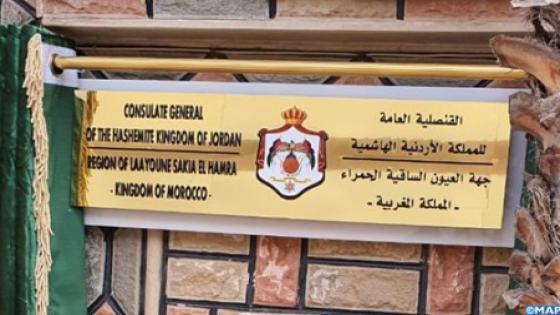 CONSULATE GENERAL
OF THE HASHEMITE KINGDOM OF JORDAN
REGION OF LAAYOUNE SAKIA EL HAMRA
- KINGDOM OF MOROCCO -
القنصلية العامة
للمملكة الأردنية الهاشمية
جهة العيون الساقية الحمراء
- المملكة المغربية -
©MAP